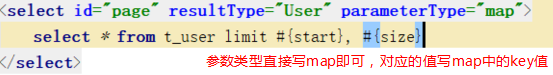 <select id="page" resultType="User" parameterType="map">
select * from t_user limit #{start}, #{size}
</select>
参数类型直接写map即可，对应的值写map中的key值